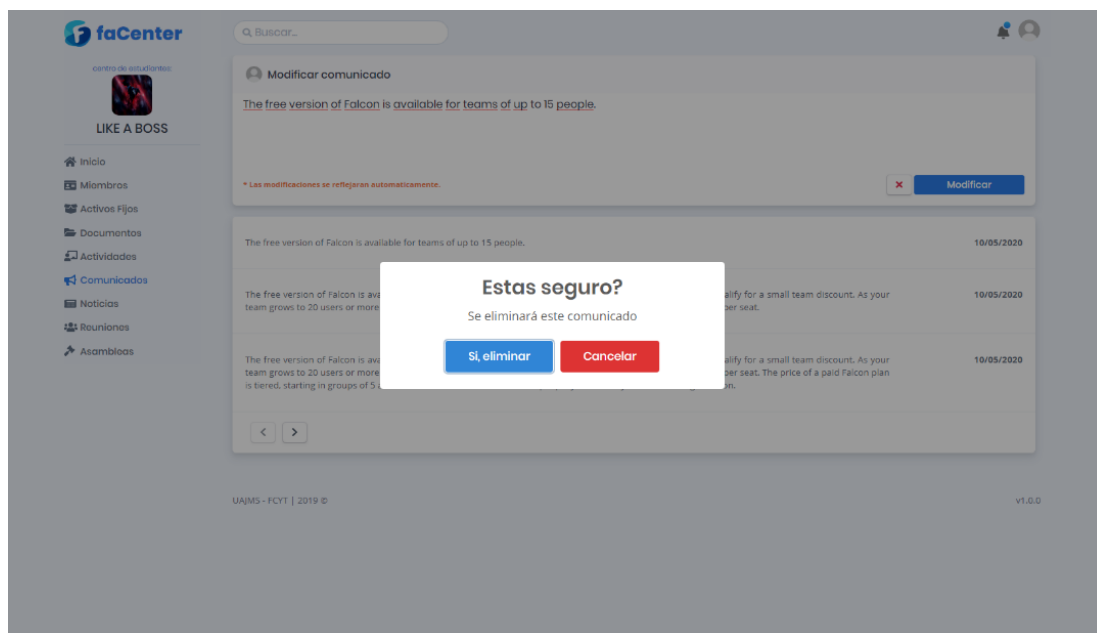 faCenter
Buscar...
centro de estudiantes:
LIKE A BOSS
Inicio
Miembros
Activos Fijos
Documentos
Actividades
Comunicados
Noticias
Reuniones
Asambleas
Modificar comunicado
The free version of Falcon is available for teams of up to 15 people.
* Las modificaciones se reflejaran automaticamente.
Modificar
The free version of Falcon is available for teams of up to 15 people.
10/05/2020
Estas seguro?
Se eliminará este comunicado
Si, eliminar
Cancelar
The free version of Falcon is ava
alify for a small team discount. As your
10/05/2020
team grows to 20 users or more
per seat.
The free version of Falcon is ava
alify for a small team discount. As your
10/05/2020
team grows to 20 users or more
per seat. The price of a paid Falcon plan
is tiered, starting in groups of 5
on.
UAJMS - FCYT | 2019 ©
v1.0.0